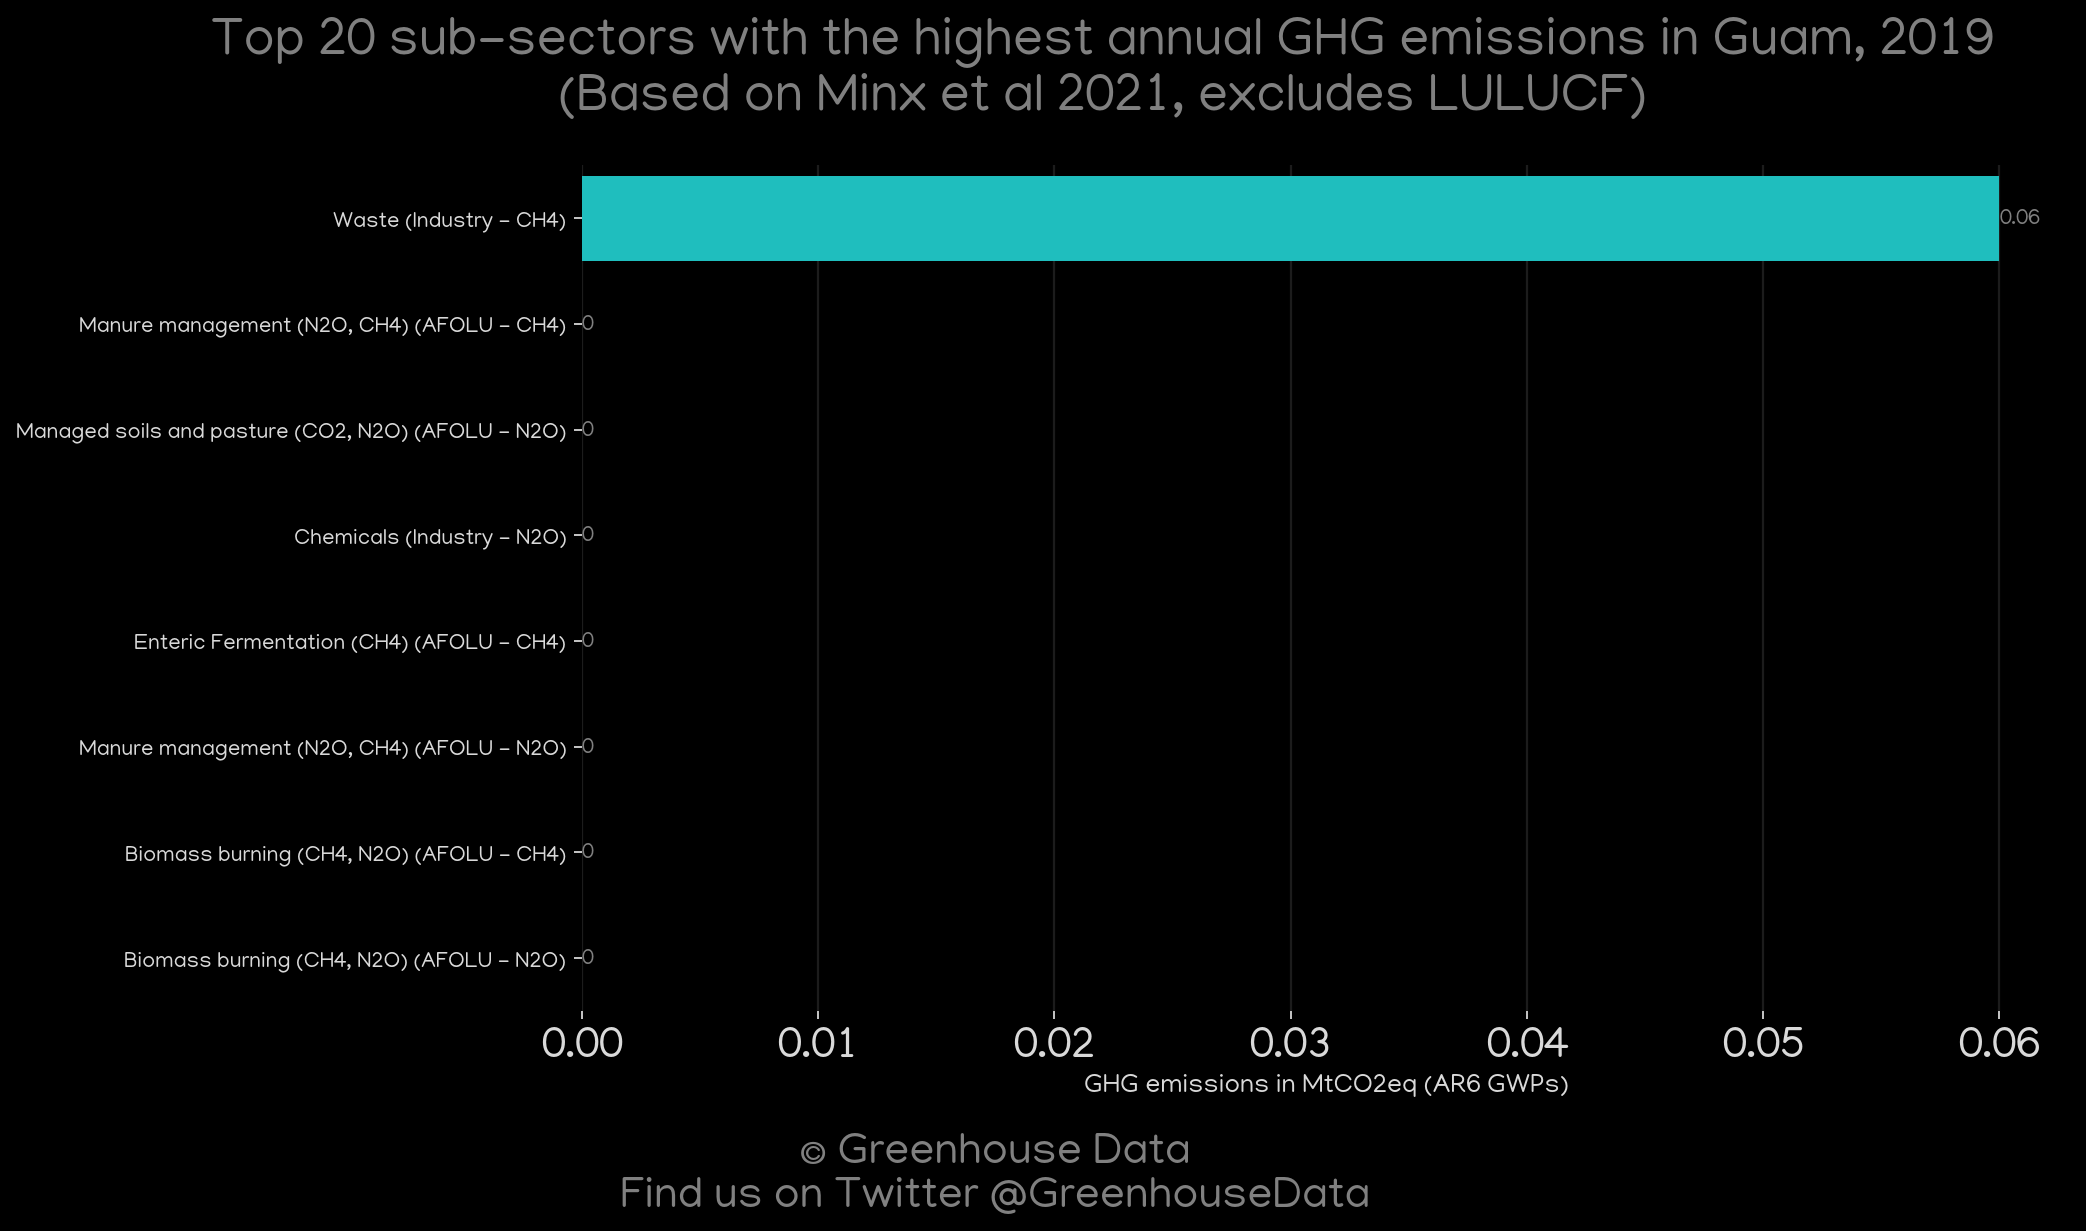 Top 20 sub-sectors with the highest annual GHG emissions in Guam, 2019
(Based on Minx et al 2021, excludes LULUCF)
Waste (Industry - CH4)
0.06
Manure management (N2O, CH4) (AFOLU - CH4)
0
Managed soils and pasture (CO2, N2O) (AFOLU - N2O)
0
Chemicals (Industry - N2O)
0
Enteric Fermentation (CH4) (AFOLU - CH4)
0
Manure management (N2O, CH4) (AFOLU - N2O)
0
Biomass burning (CH4, N2O) (AFOLU - CH4)
0
Biomass burning (CH4, N2O) (AFOLU - N2O)
0
0.00 0.01 0.02 0.03 0.04 0.05 0.06
GHG emissions in MtCO2eq (AR6 GWPs)
© Greenhouse Data
Find us on Twitter @GreenhouseData